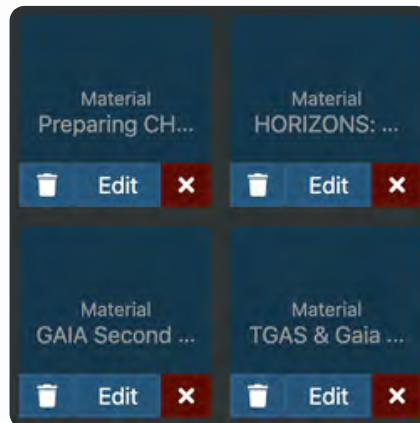 Material
Preparing CH...
Edit
Material
HORIZONS: ...
Edit
Material
GAIA Second ...
Edit
Material
TGAS & Gaia ...
Edit